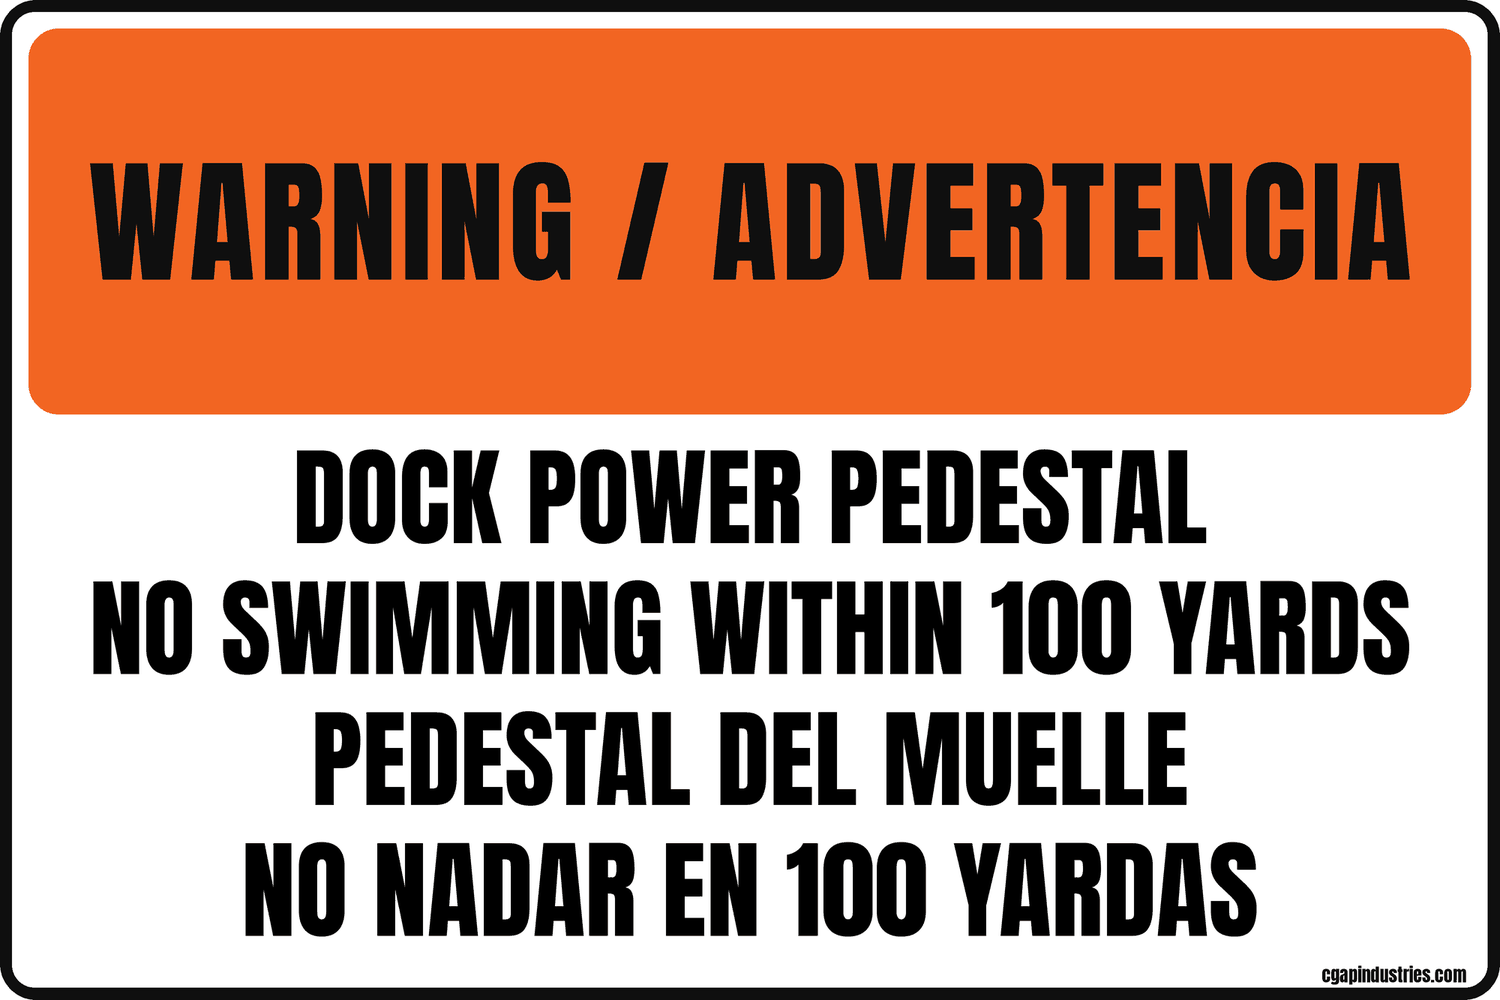 WARNING / ADVERTENCIA
DOCK POWER PEDESTAL
NO SWIMMING WITHIN 100 YARDS
PEDESTAL DEL MUELLE
NO NADAR EN 100 YARDAS
cgapindustries.com